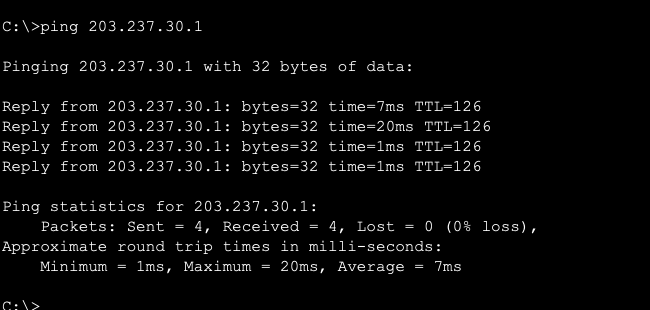 C:\>ping 203.237.30.1
Pinging 203.237.30.1 with 32 bytes of data:
Reply from 203.237.30.1: bytes=32 time=7ms TTL=126
Reply from 203.237.30.1: bytes=32 time=20ms TTL=126
Reply from 203.237.30.1: bytes=32 time=1ms TTL=126
Reply from 203.237.30.1: bytes=32 time=1ms TTL=126
Ping statistics for 203.237.30.1:
    Packets: Sent = 4, Received = 4, Lost = 0 (0% loss),
Approximate round trip times in milli-seconds:
    Minimum = 1ms, Maximum = 20ms, Average = 7ms
C:\>